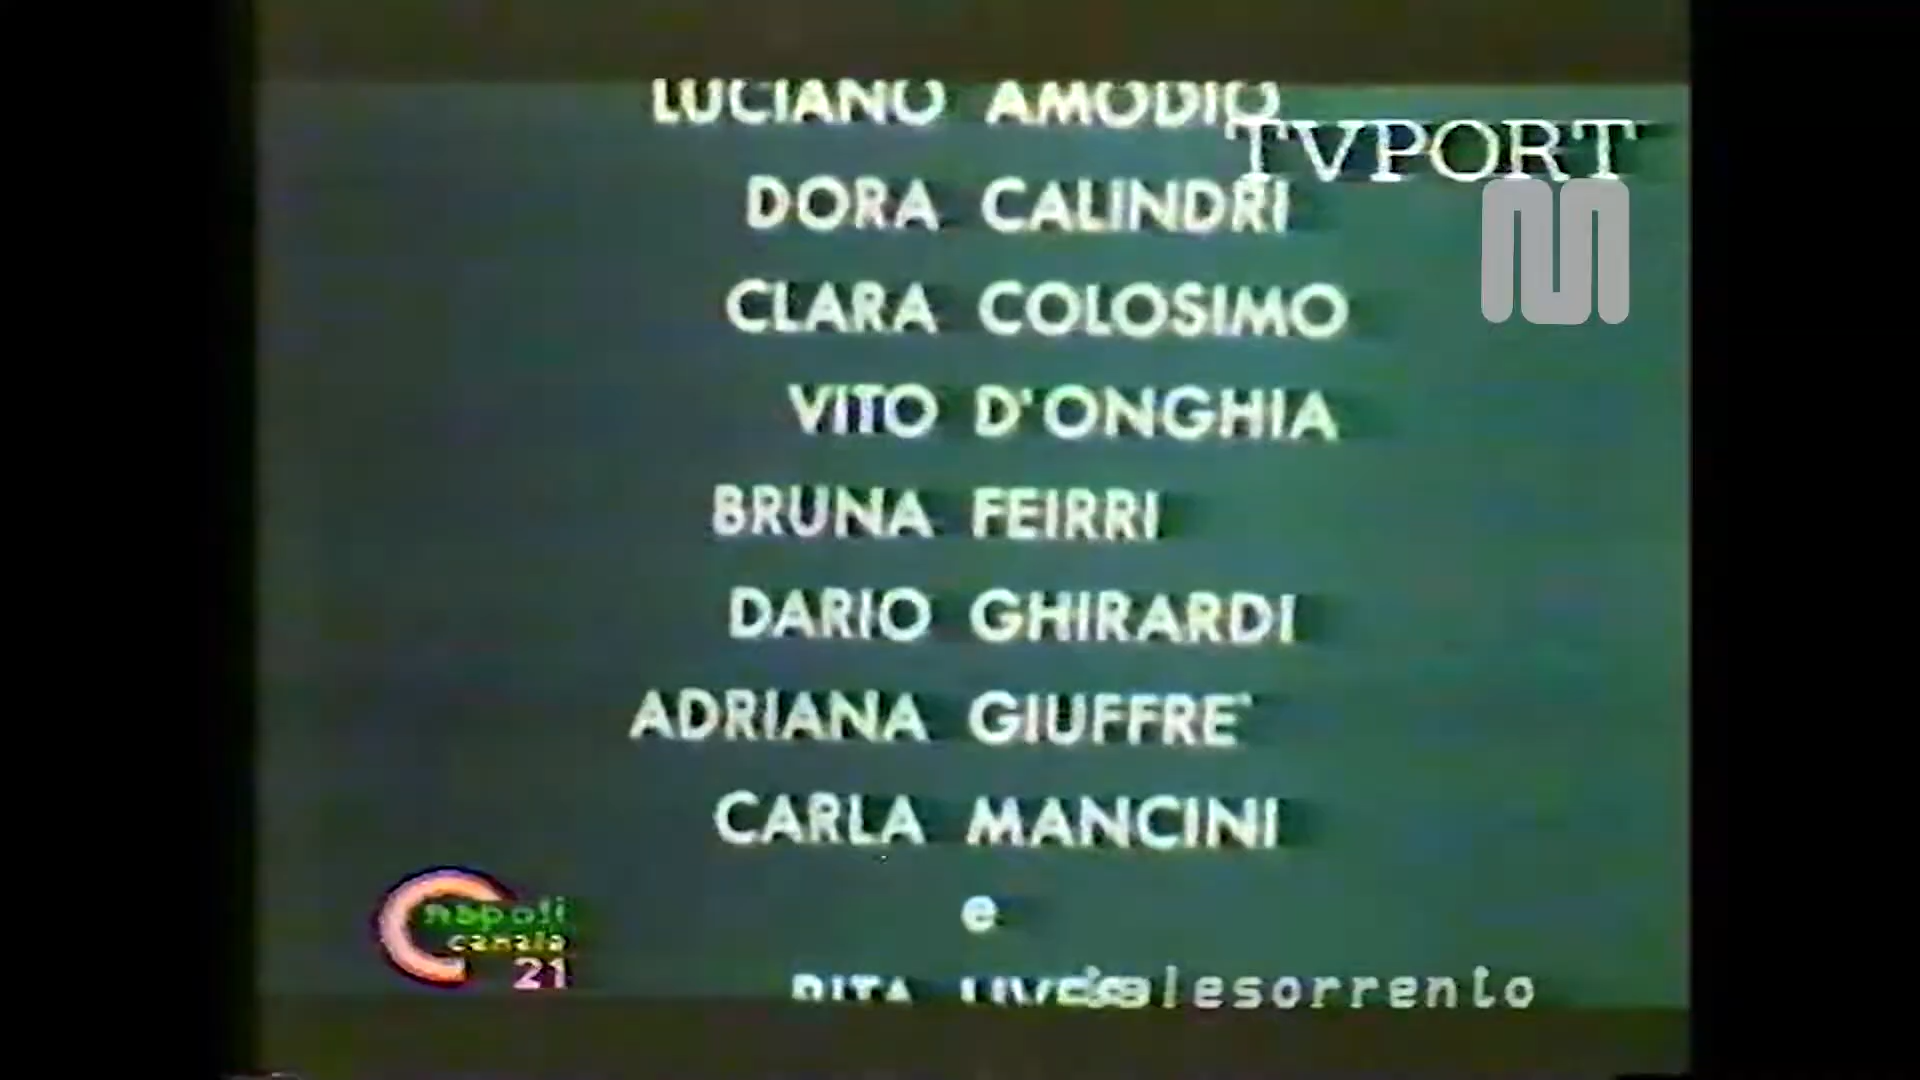 LUCIANO AMODIO
TVPORT
DORA CALINDRI
CLARA COLOSIMO
VITO D'ONGHIA
BRUNA FEIRRI
DARIO GHIRARDI
ADRIANA GIUFFRE'
CARLA MANCINI
e
napoli
canale
21
RITA